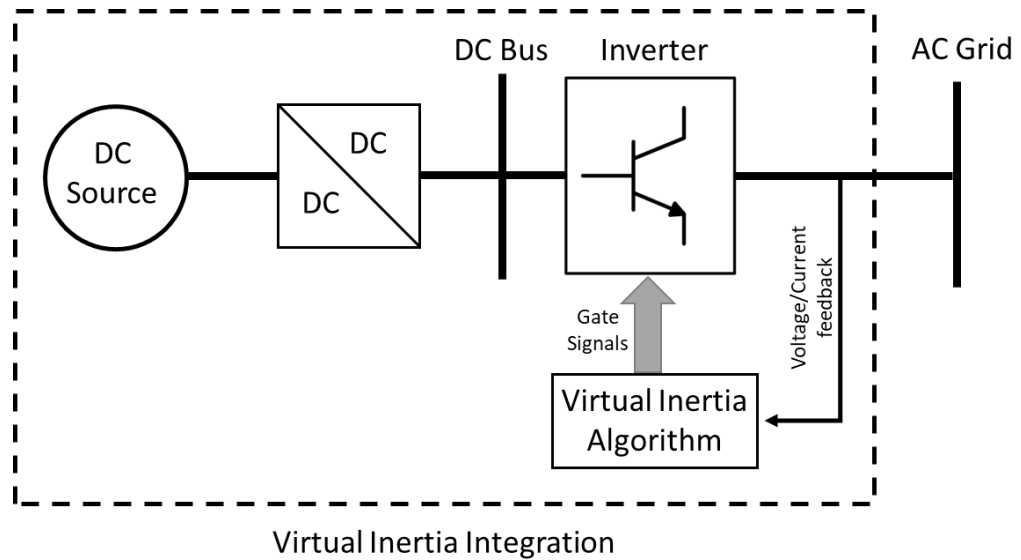 DC Bus
Inverter
AC Grid
DC
Source
DC
DC
Voltage/Current
feedback
Gate
Signals
Virtual Inertia
Algorithm
Virtual Inertia Integration